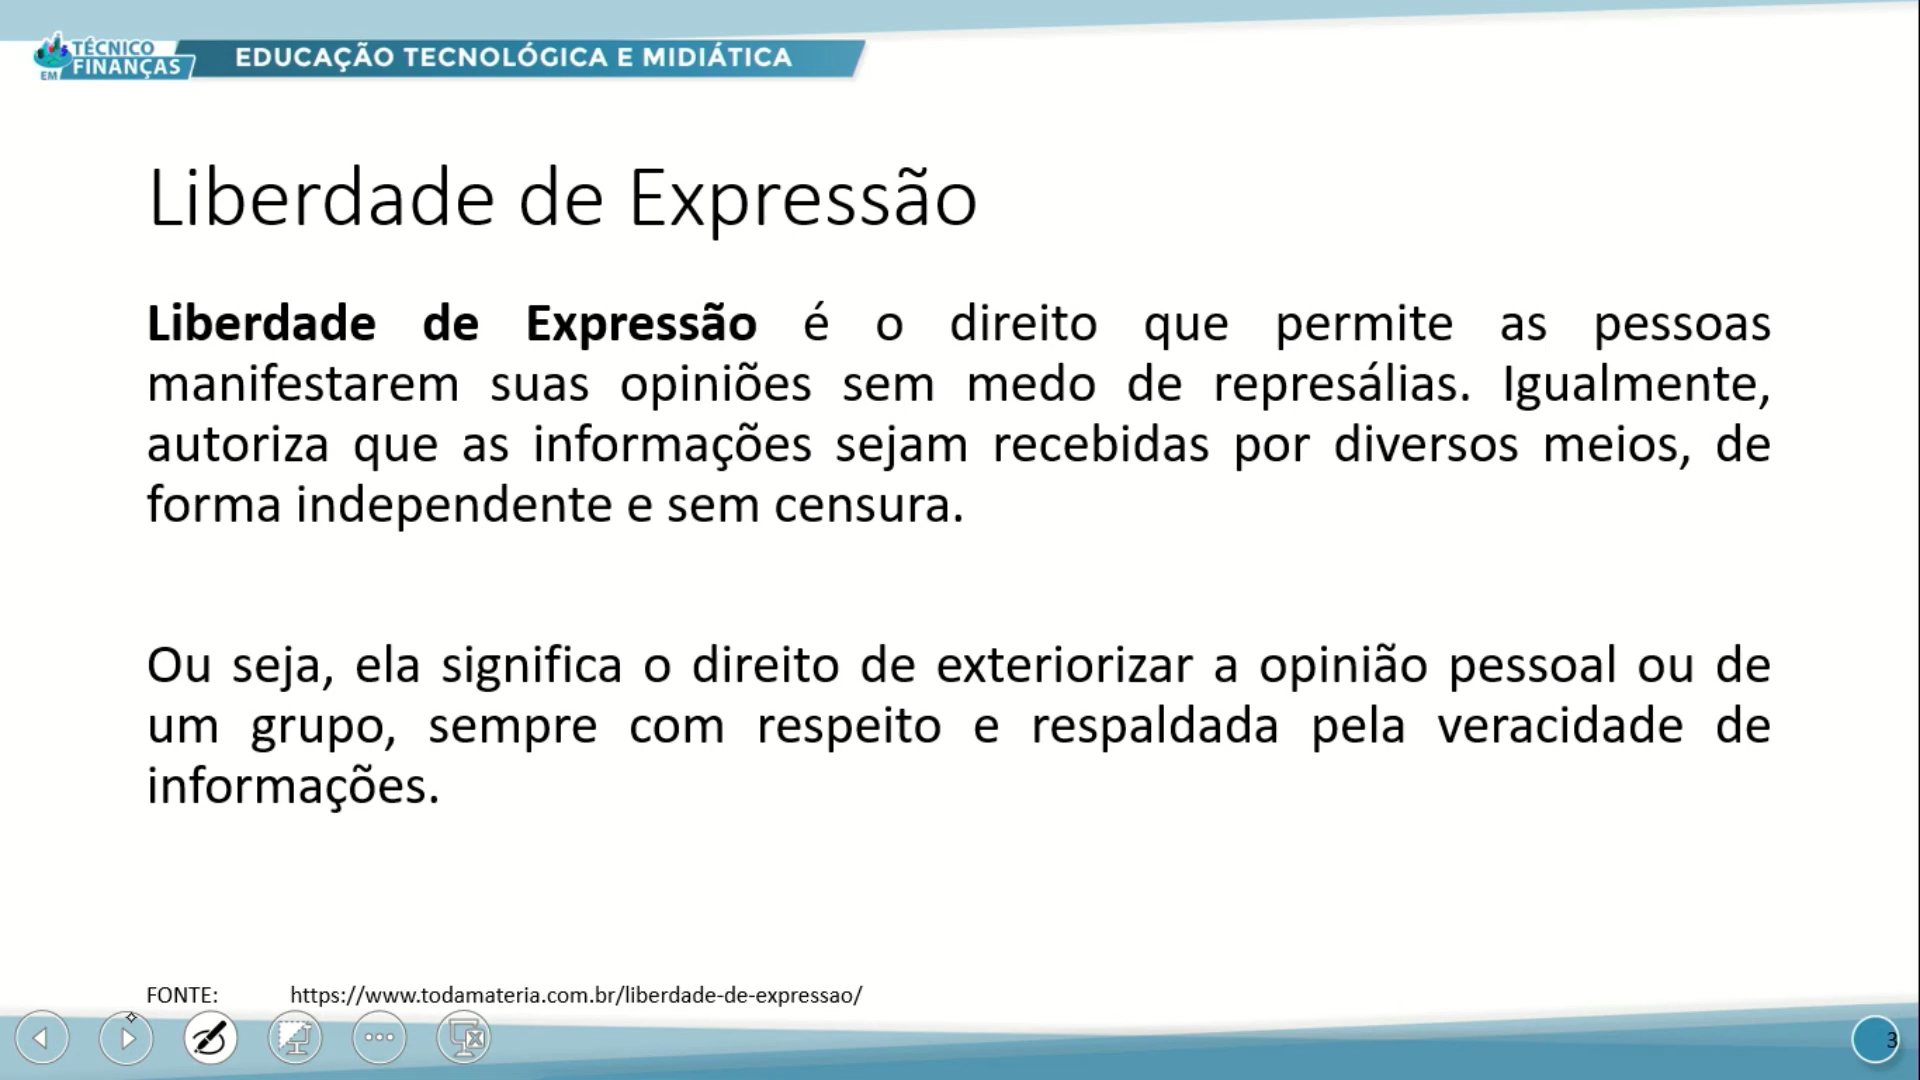 TÉCNICO
EM FINANÇAS
EDUCAÇÃO TECNOLÓGICA E MIDIÁTICA
Liberdade de Expressão
Liberdade de Expressão é o direito que permite as pessoas
manifestarem suas opiniões sem medo de represálias. Igualmente,
autoriza que as informações sejam recebidas por diversos meios, de
forma independente e sem censura.
Ou seja, ela significa o direito de exteriorizar a opinião pessoal ou de
um grupo, sempre com respeito e respaldada pela veracidade de
informações.
FONTE: https://www.todamateria.com.br/liberdade-de-expressao/
3